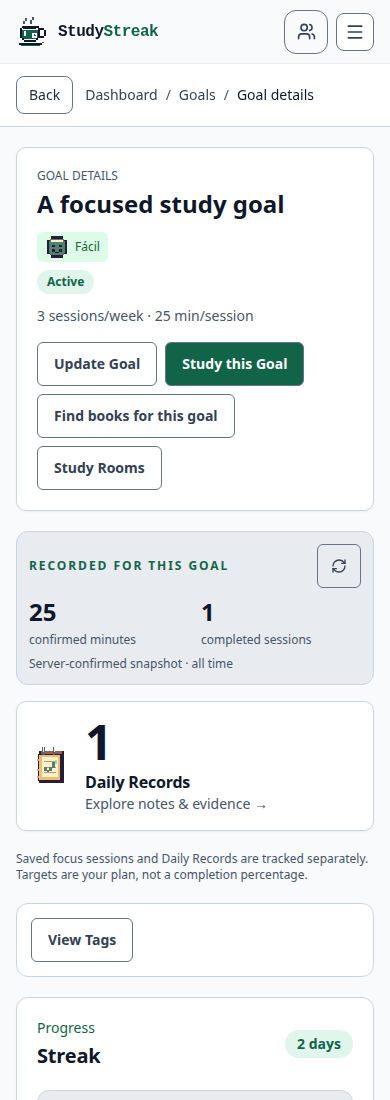 StudyStreak
Back Dashboard / Goals / Goal details
GOAL DETAILS
A focused study goal
Fácil
Active
3 sessions/week · 25 min/session
Update Goal Study this Goal
Find books for this goal
Study Rooms
RECORDED FOR THIS GOAL
25 1
confirmed minutes completed sessions
Server-confirmed snapshot · all time
1
Daily Records
Explore notes & evidence →
Saved focus sessions and Daily Records are tracked separately.
Targets are your plan, not a completion percentage.
View Tags
Progress
Streak 2 days